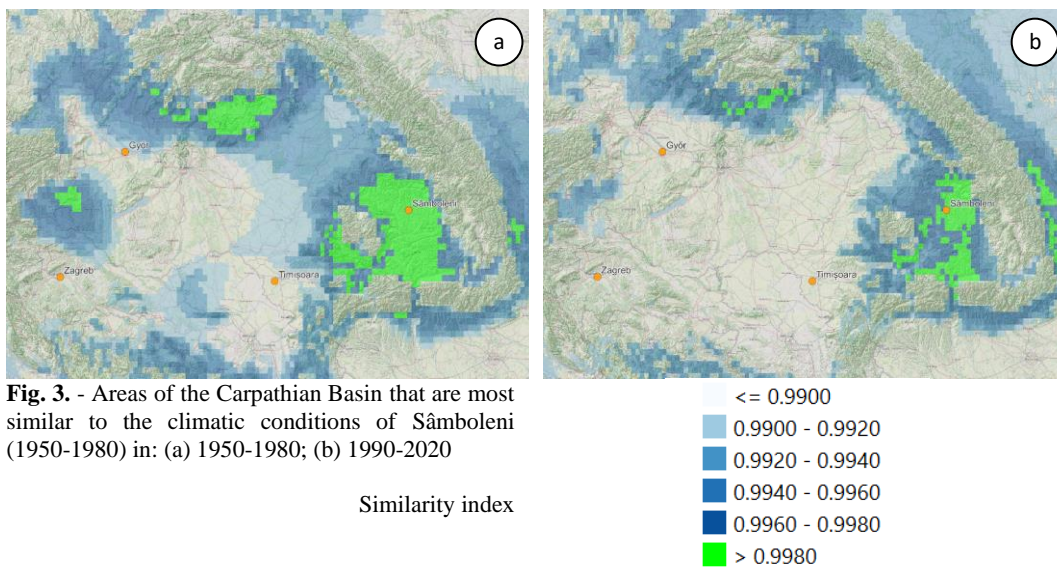 a
Győr
Sâmboleni
Zagreb
Timișoara
b
Győr
Sâmboleni
Zagreb
Timișoara
Fig. 3. - Areas of the Carpathian Basin that are most
similar to the climatic conditions of Sâmboleni
(1950-1980) in: (a) 1950-1980; (b) 1990-2020
Similarity index
<= 0.9900
0.9900 - 0.9920
0.9920 - 0.9940
0.9940 - 0.9960
0.9960 - 0.9980
> 0.9980